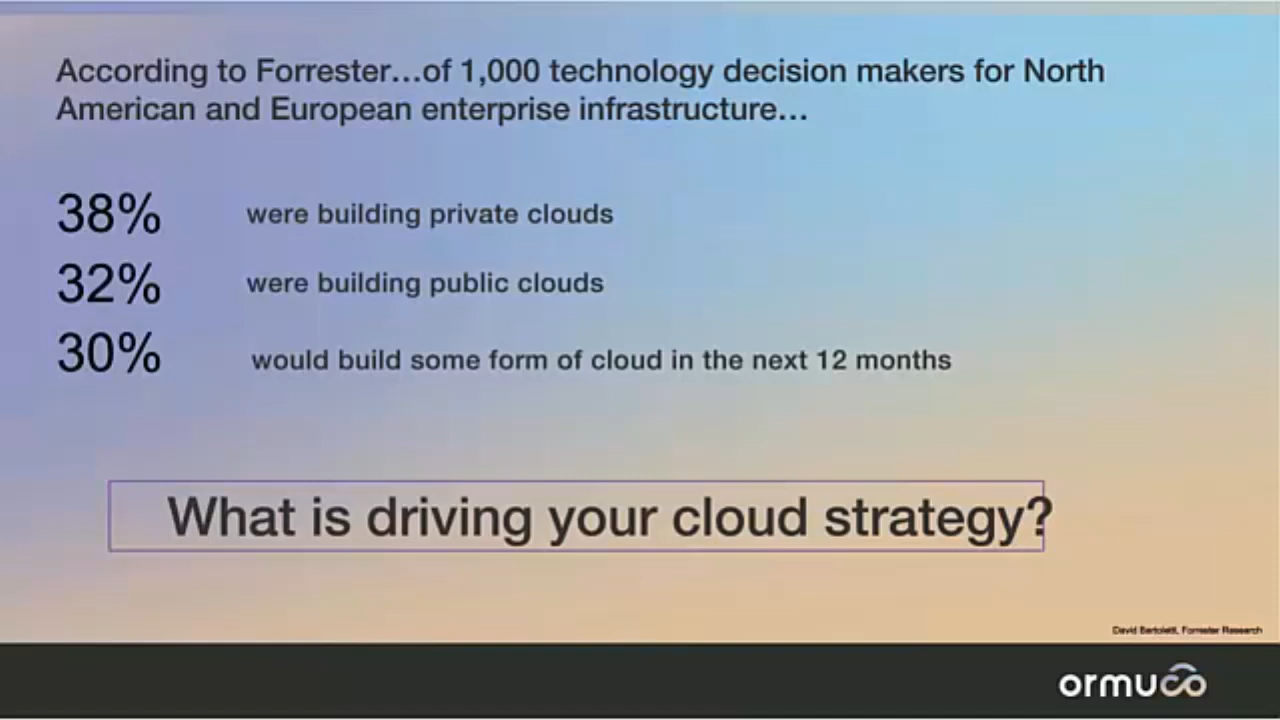 According to Forrester...of 1,000 technology decision makers for North
American and European enterprise infrastructure...
38% were building private clouds
32% were building public clouds
30% would build some form of cloud in the next 12 months
What is driving your cloud strategy?
David Bartoletti, Forrester Research
ormuco